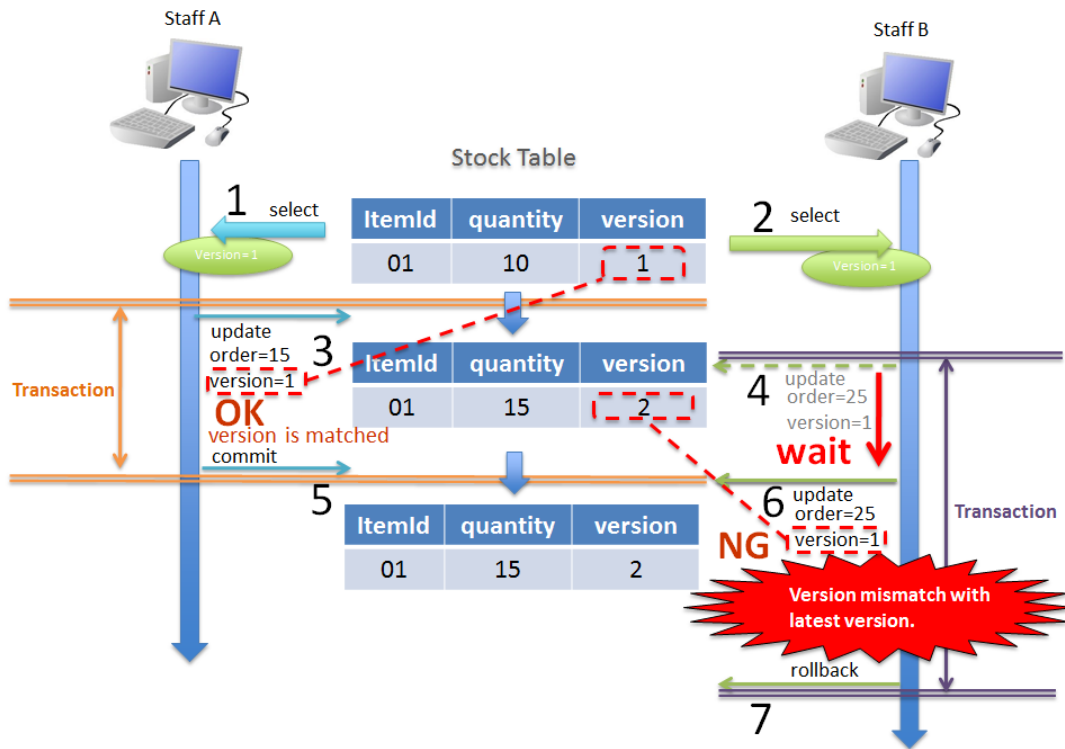 Staff A
Staff B
Stock Table
1
select
ItemId quantity version
01 10 1
2
select
Version=1
Version=1
update
order=15
version=1
3
OK
version is matched
commit
Transaction
ItemId quantity version
01 15 2
4
update
order=25
version=1
wait
5
ItemId quantity version
01 15 2
6
update
order=25
version=1
NG
Transaction
Version mismatch with
latest version.
rollback
7